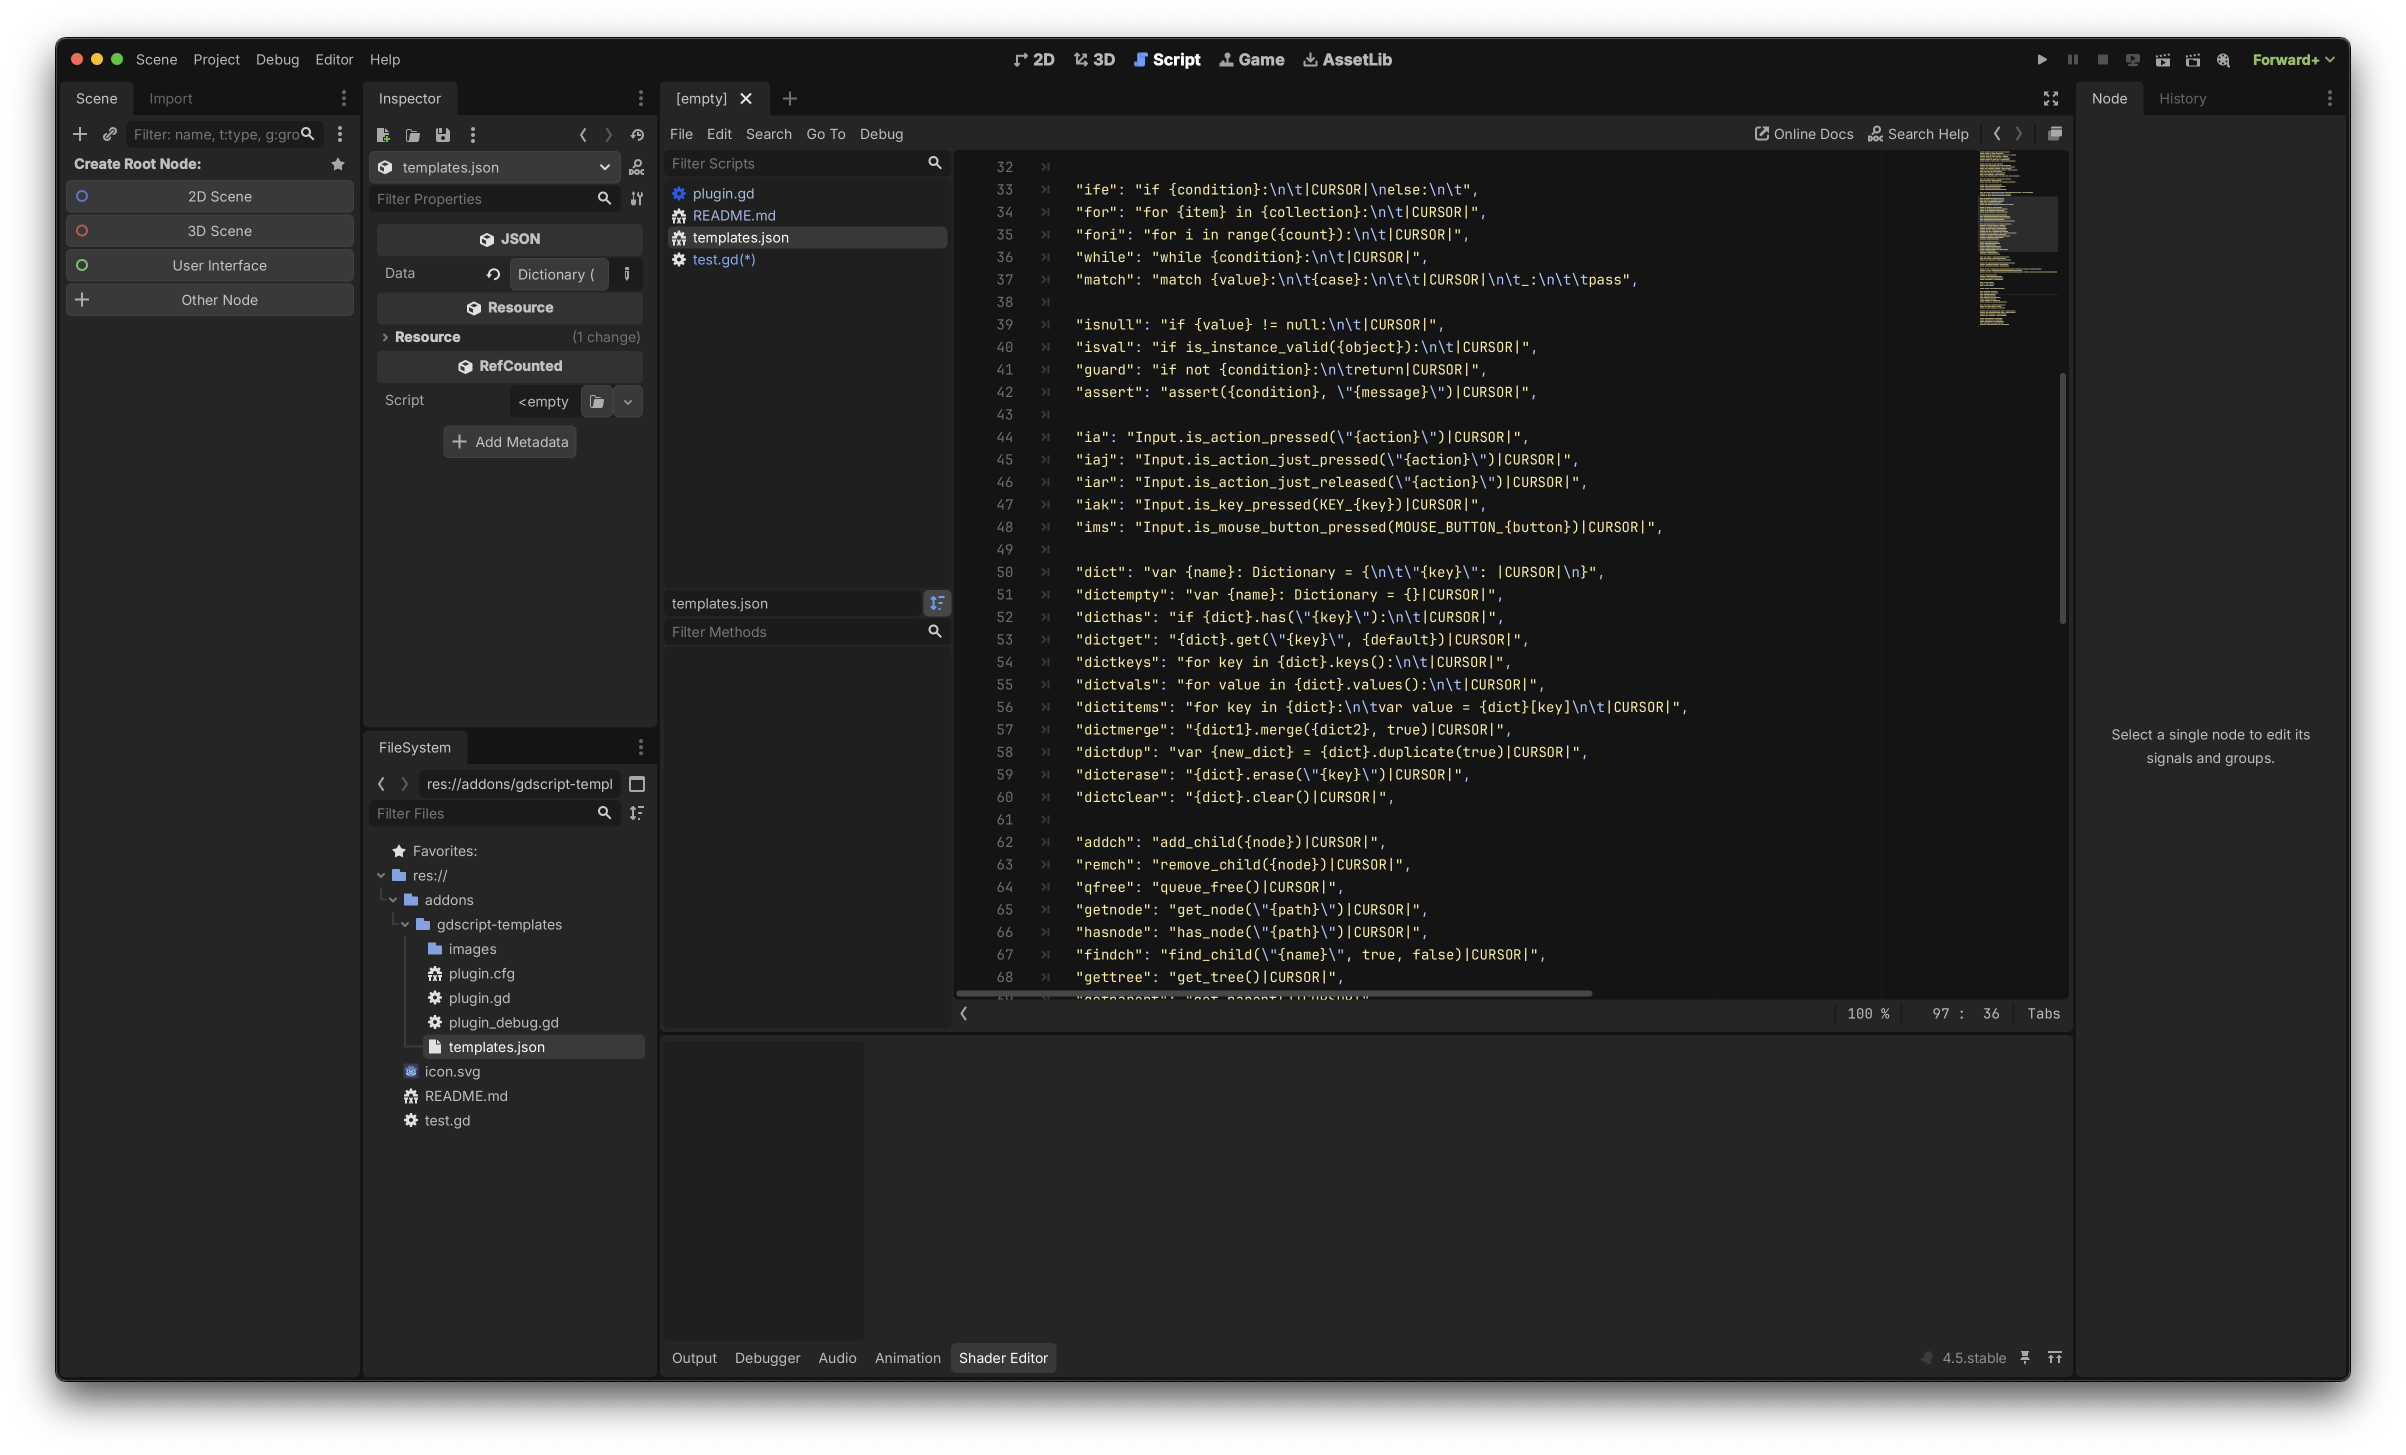 Scene Project Debug Editor Help
2D 3D Script Game AssetLib
Forward+
Scene Import
Filter: name, t:type, g:gro
Create Root Node:
2D Scene
3D Scene
User Interface
Other Node
Inspector
templates.json
Filter Properties
JSON
Data Dictionary (
Resource
Resource (1 change)
RefCounted
Script <empty
Add Metadata
FileSystem
res://addons/gdscript-templ
Filter Files
Favorites:
res://
addons
gdscript-templates
images
plugin.cfg
plugin.gd
plugin_debug.gd
templates.json
icon.svg
README.md
test.gd
[empty]
File Edit Search Go To Debug
Online Docs Search Help
Filter Scripts
plugin.gd
README.md
templates.json
test.gd(*)
templates.json
Filter Methods
32
33 "ife": "if {condition}:\n\t|CURSOR|\nelse:\n\t",
34 "for": "for {item} in {collection}:\n\t|CURSOR|",
35 "fori": "for i in range({count}):\n\t|CURSOR|",
36 "while": "while {condition}:\n\t|CURSOR|",
37 "match": "match {value}:\n\t{case}:\n\t\t|CURSOR|\n\t_:\n\t\tpass",
38
39 "isnull": "if {value} != null:\n\t|CURSOR|",
40 "isval": "if is_instance_valid({object}):\n\t|CURSOR|",
41 "guard": "if not {condition}:\n\treturn|CURSOR|",
42 "assert": "assert({condition}, \"{message}\")|CURSOR|",
43
44 "ia": "Input.is_action_pressed(\"{action}\")|CURSOR|",
45 "iaj": "Input.is_action_just_pressed(\"{action}\")|CURSOR|",
46 "iar": "Input.is_action_just_released(\"{action}\")|CURSOR|",
47 "iak": "Input.is_key_pressed(KEY_{key})|CURSOR|",
48 "ims": "Input.is_mouse_button_pressed(MOUSE_BUTTON_{button})|CURSOR|",
49
50 "dict": "var {name}: Dictionary = {\n\t\"{key}\": |CURSOR|\n}",
51 "dictempty": "var {name}: Dictionary = {}|CURSOR|",
52 "dicthas": "if {dict}.has(\"{key}\"):\n\t|CURSOR|",
53 "dictget": "{dict}.get(\"{key}\", {default})|CURSOR|",
54 "dictkeys": "for key in {dict}.keys():\n\t|CURSOR|",
55 "dictvals": "for value in {dict}.values():\n\t|CURSOR|",
56 "dictitems": "for key in {dict}:\n\tvar value = {dict}[key]\n\t|CURSOR|",
57 "dictmerge": "{dict1}.merge({dict2}, true)|CURSOR|",
58 "dictdup": "var {new_dict} = {dict}.duplicate(true)|CURSOR|",
59 "dicterase": "{dict}.erase(\"{key}\")|CURSOR|",
60 "dictclear": "{dict}.clear()|CURSOR|",
61
62 "addch": "add_child({node})|CURSOR|",
63 "remch": "remove_child({node})|CURSOR|",
64 "qfree": "queue_free()|CURSOR|",
65 "getnode": "get_node(\"{path}\")|CURSOR|",
66 "hasnode": "has_node(\"{path}\")|CURSOR|",
67 "findch": "find_child(\"{name}\", true, false)|CURSOR|",
68 "gettree": "get_tree()|CURSOR|",
100 % 97 : 36 Tabs
Output Debugger Audio Animation Shader Editor
4.5.stable
Node History
Select a single node to edit its
signals and groups.